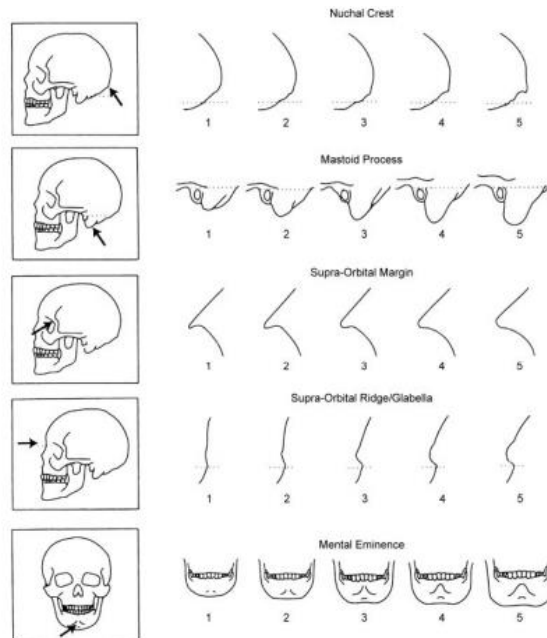 Nuchal Crest
1 2 3 4 5
Mastoid Process
1 2 3 4 5
Supra-Orbital Margin
1 2 3 4 5
Supra-Orbital Ridge/Glabella
1 2 3 4 5
Mental Eminence
1 2 3 4 5